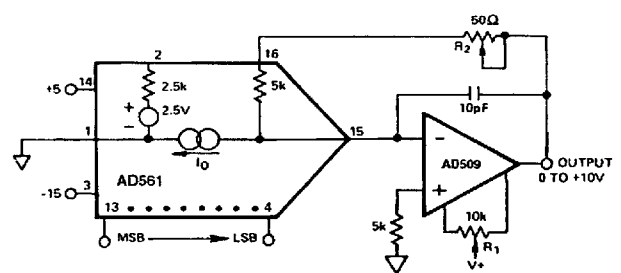 50Ω
R2
2
16
+5
14
2.5k
5k
+
2.5V
−
10pF
1
15
IO
−
AD509
OUTPUT
0 TO +10V
-15
3
AD561
+
13
4
5k
10k
MSB
LSB
R1
V+